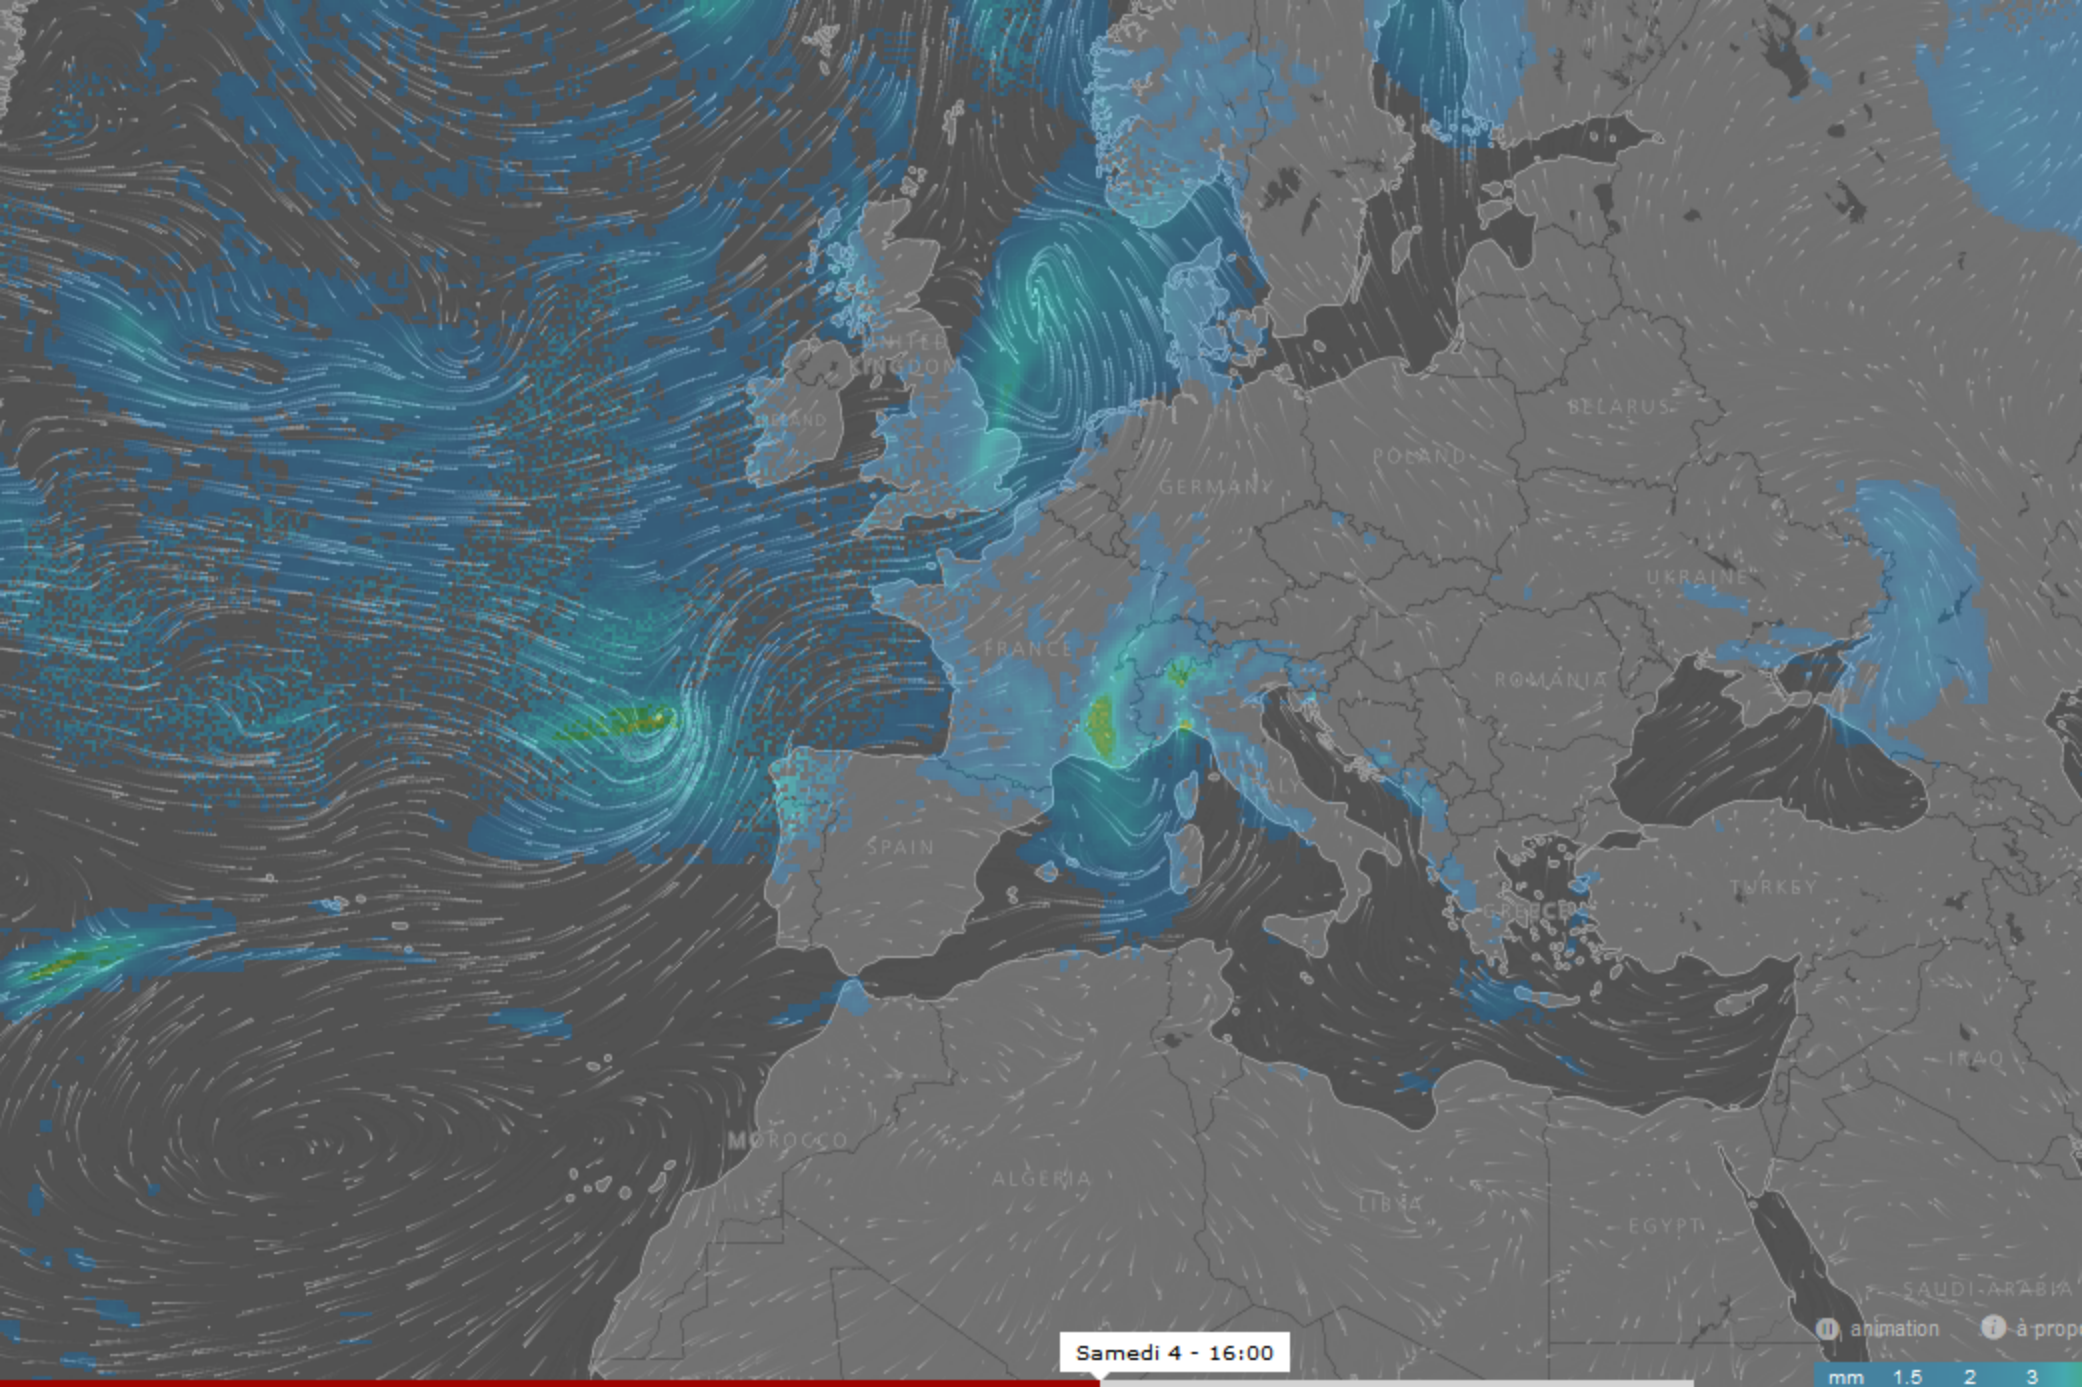 UNITED
KINGDOM
IRELAND
BELARUS
POLAND
GERMANY
UKRAINE
FRANCE
ROMANIA
ITALY
SPAIN
TURKEY
GREECE
IRAQ
MOROCCO
ALGERIA
LIBYA
EGYPT
SAUDI ARABIA
animation
à prop
Samedi 4 - 16:00
mm 1.5 2 3